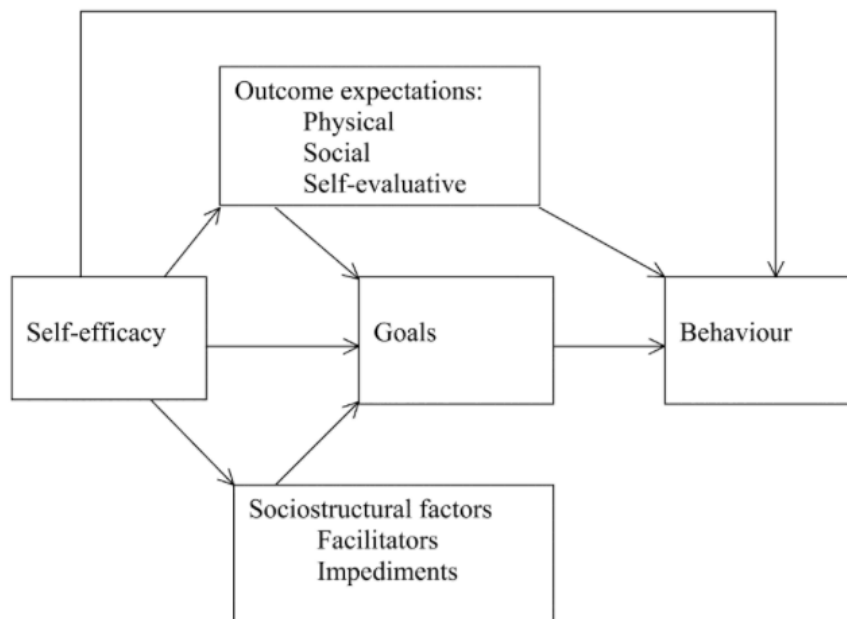 Outcome expectations:
Physical
Social
Self-evaluative
Self-efficacy
Goals
Behaviour
Sociostructural factors
Facilitators
Impediments